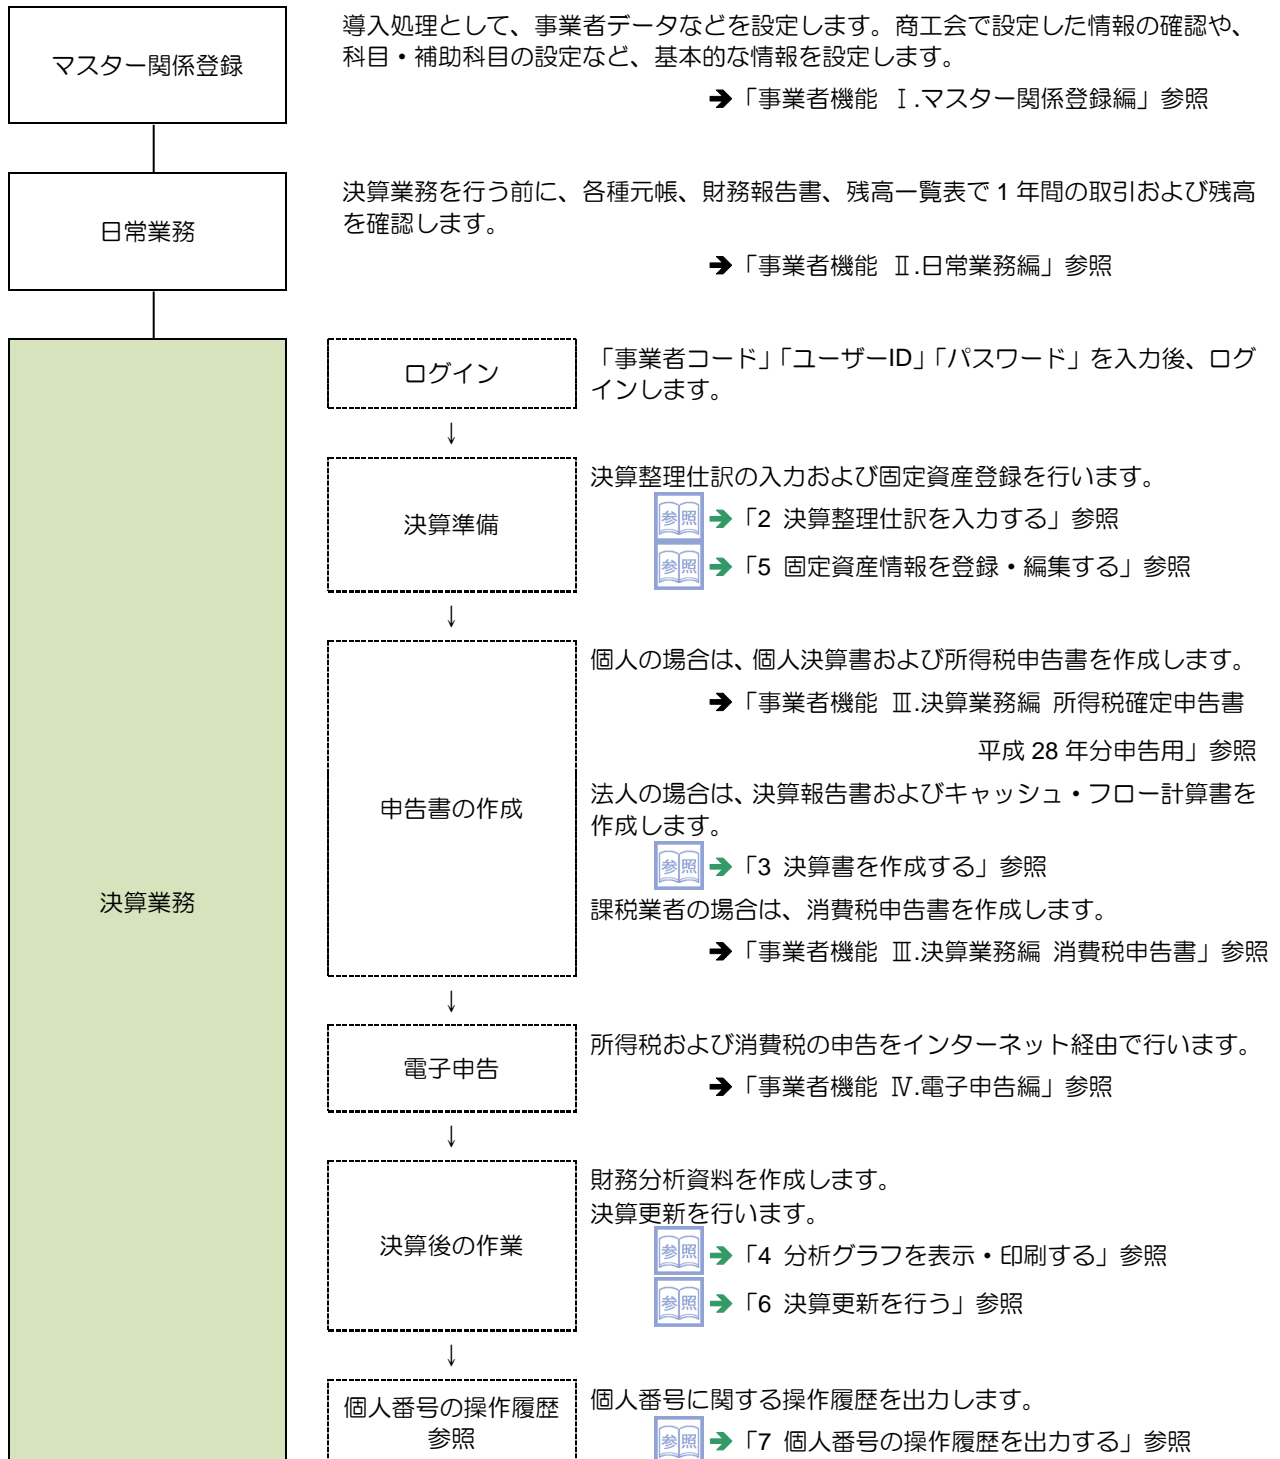 マスター関係登録
導入処理として、事業者データなどを設定します。商工会で設定した情報の確認や、
科目・補助科目の設定など、基本的な情報を設定します。
➔「事業者機能 Ⅰ.マスター関係登録編」参照
日常業務
決算業務を行う前に、各種元帳、財務報告書、残高一覧表で 1 年間の取引および残高
を確認します。
➔「事業者機能 Ⅱ.日常業務編」参照
決算業務
ログイン
「事業者コード」「ユーザーID」「パスワード」を入力後、ログ
インします。
↓
決算準備
決算整理仕訳の入力および固定資産登録を行います。
参照 ➔「2 決算整理仕訳を入力する」参照
参照 ➔「5 固定資産情報を登録・編集する」参照
↓
申告書の作成
個人の場合は、個人決算書および所得税申告書を作成します。
➔「事業者機能 Ⅲ.決算業務編 所得税確定申告書
平成 28 年分申告用」参照
法人の場合は、決算報告書およびキャッシュ・フロー計算書を
作成します。
参照 ➔「3 決算書を作成する」参照
課税業者の場合は、消費税申告書を作成します。
➔「事業者機能 Ⅲ.決算業務編 消費税申告書」参照
↓
電子申告
所得税および消費税の申告をインターネット経由で行います。
➔「事業者機能 Ⅳ.電子申告編」参照
↓
決算後の作業
財務分析資料を作成します。
決算更新を行います。
参照 ➔「4 分析グラフを表示・印刷する」参照
参照 ➔「6 決算更新を行う」参照
↓
個人番号の操作履歴
参照
個人番号に関する操作履歴を出力します。
参照 ➔「7 個人番号の操作履歴を出力する」参照